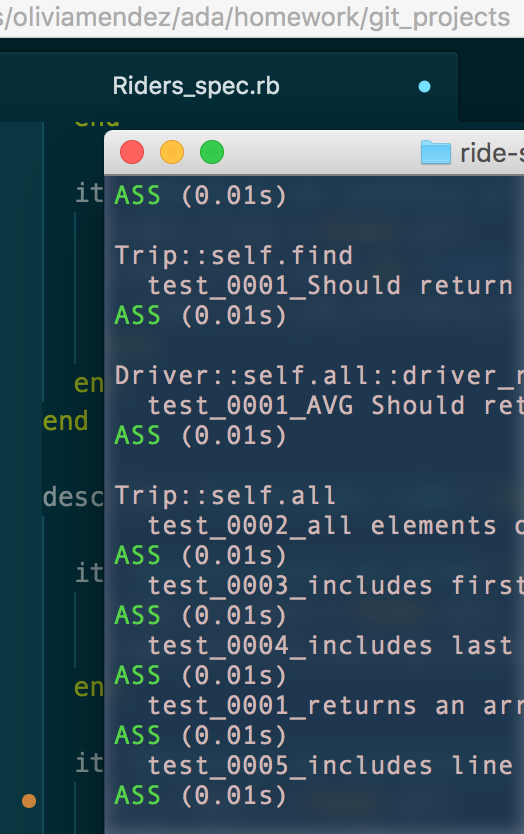 s/oliviamendez/ada/homework/git_projects
Riders_spec.rb
end
ride-s
it
ASS (0.01s)
Trip::self.find
test_0001_Should return
ASS (0.01s)
en
Driver::self.all::driver_r
test_0001_AVG Should ret
end
ASS (0.01s)
desc
Trip::self.all
test_0002_all elements o
ASS (0.01s)
it
test_0003_includes first
ASS (0.01s)
test_0004_includes last
ASS (0.01s)
en
test_0001_returns an arr
ASS (0.01s)
it
test_0005_includes line
ASS (0.01s)